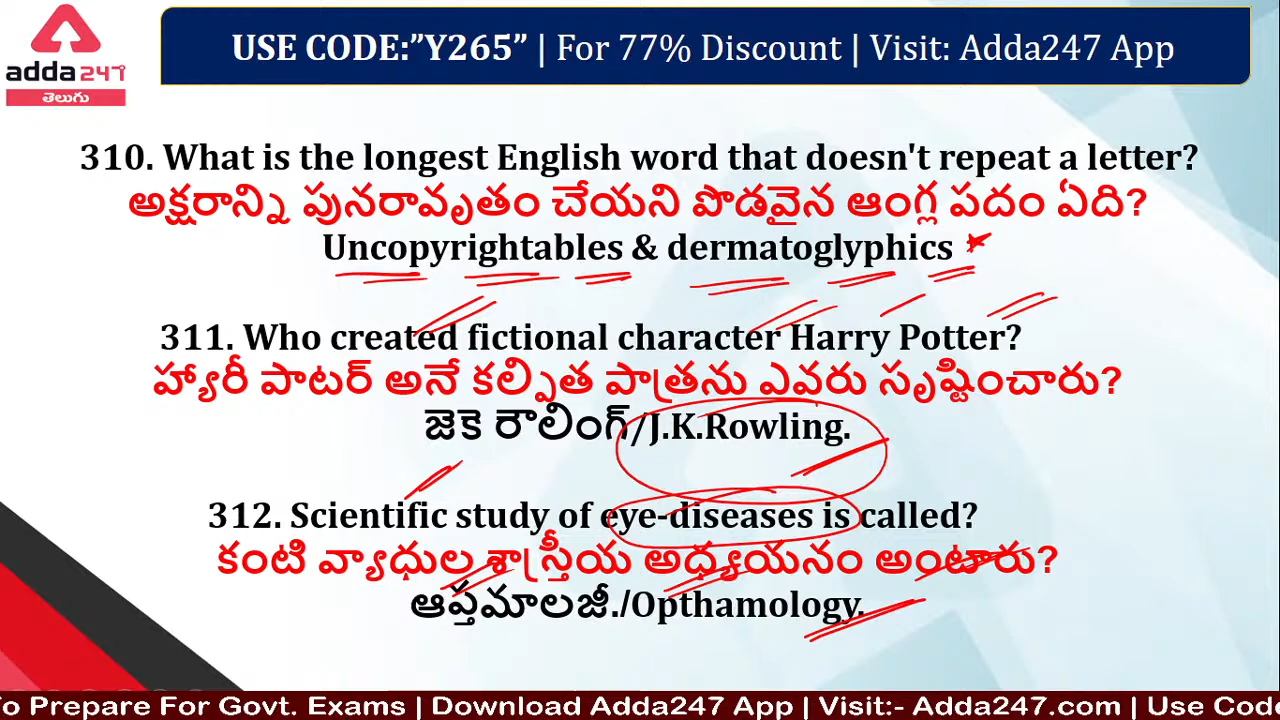 adda247
తెలుగు
USE CODE:”Y265” | For 77% Discount | Visit: Adda247 App
310. What is the longest English word that doesn't repeat a letter?
అక్షరాన్ని పునరావృతం చేయని పొడవైన ఆంగ్ల పదం ఏది?
Uncopyrightables & dermatoglyphics
311. Who created fictional character Harry Potter?
హ్యారీ పాటర్ అనే కల్పిత పాత్రను ఎవరు సృష్టించారు?
జెకె రౌలింగ్/J.K.Rowling.
312. Scientific study of eye-diseases is called?
కంటి వ్యాధుల శాస్త్రీయ అధ్యయనం అంటారు?
ఆప్తమాలజీ./Opthamology.
To Prepare For Govt. Exams | Download Adda247 App | Visit:- Adda247.com | Use Code